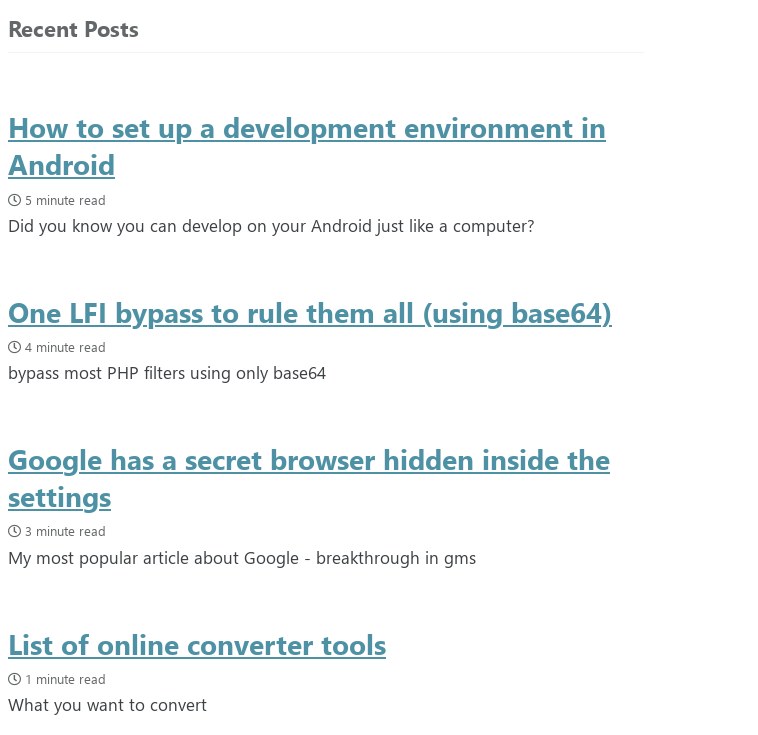 Recent Posts
How to set up a development environment in
Android
5 minute read
Did you know you can develop on your Android just like a computer?
One LFI bypass to rule them all (using base64)
4 minute read
bypass most PHP filters using only base64
Google has a secret browser hidden inside the
settings
3 minute read
My most popular article about Google - breakthrough in gms
List of online converter tools
1 minute read
What you want to convert